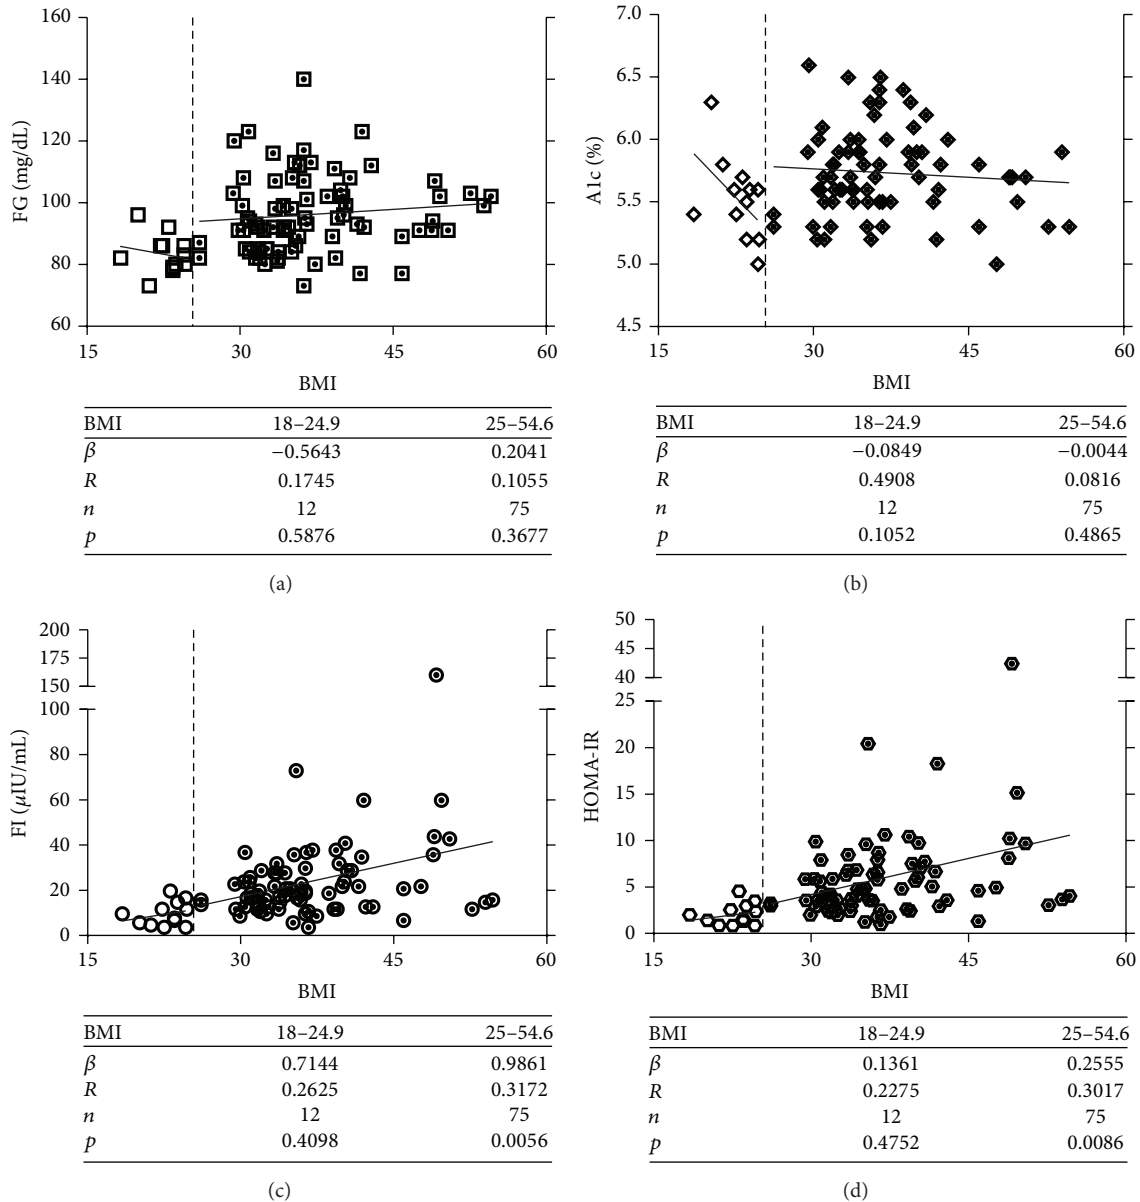 160
140
120
100
80
60
FG (mg/dL)
15 30 45 60
BMI
BMI 18–24.9 25–54.6
β −0.5643 0.2041
R 0.1745 0.1055
n 12 75
p 0.5876 0.3677
(a)
7.0
6.5
6.0
5.5
5.0
4.5
A1c (%)
15 30 45 60
BMI
BMI 18–24.9 25–54.6
β −0.0849 −0.0044
R 0.4908 0.0816
n 12 75
p 0.1052 0.4865
(b)
200
175
150
100
80
60
40
20
0
FI (μIU/mL)
15 30 45 60
BMI
BMI 18–24.9 25–54.6
β 0.7144 0.9861
R 0.2625 0.3172
n 12 75
p 0.4098 0.0056
(c)
50
45
40
25
20
15
10
5
0
HOMA-IR
15 30 45 60
BMI
BMI 18–24.9 25–54.6
β 0.1361 0.2555
R 0.2275 0.3017
n 12 75
p 0.4752 0.0086
(d)